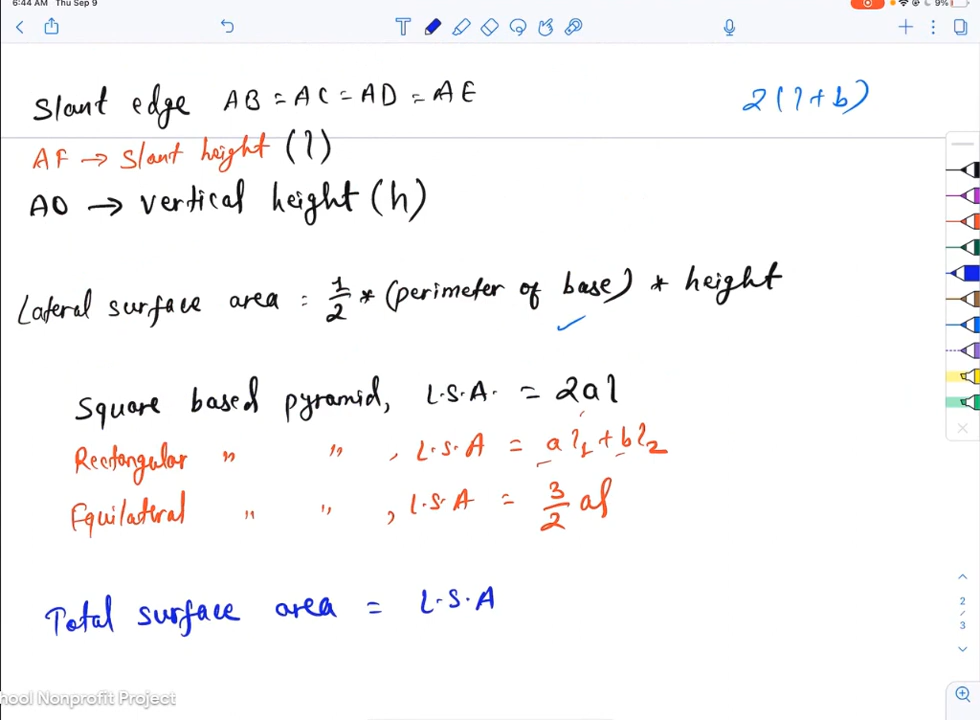 6:44 AM Thu Sep 9
9%
Slant edge AB = AC = AD = AE
2(l+b)
AF → Slant height (l)
AO → vertical height (h)
Lateral surface area = 1/2 * (perimeter of base) * height
Square based pyramid, L.S.A. = 2al
Rectangular " " , L.S.A = al₁ + bl₂
Equilateral " " , L.S.A = 3/2 al
Total surface area = L.S.A
2
/
3
hool Nonprofit Project